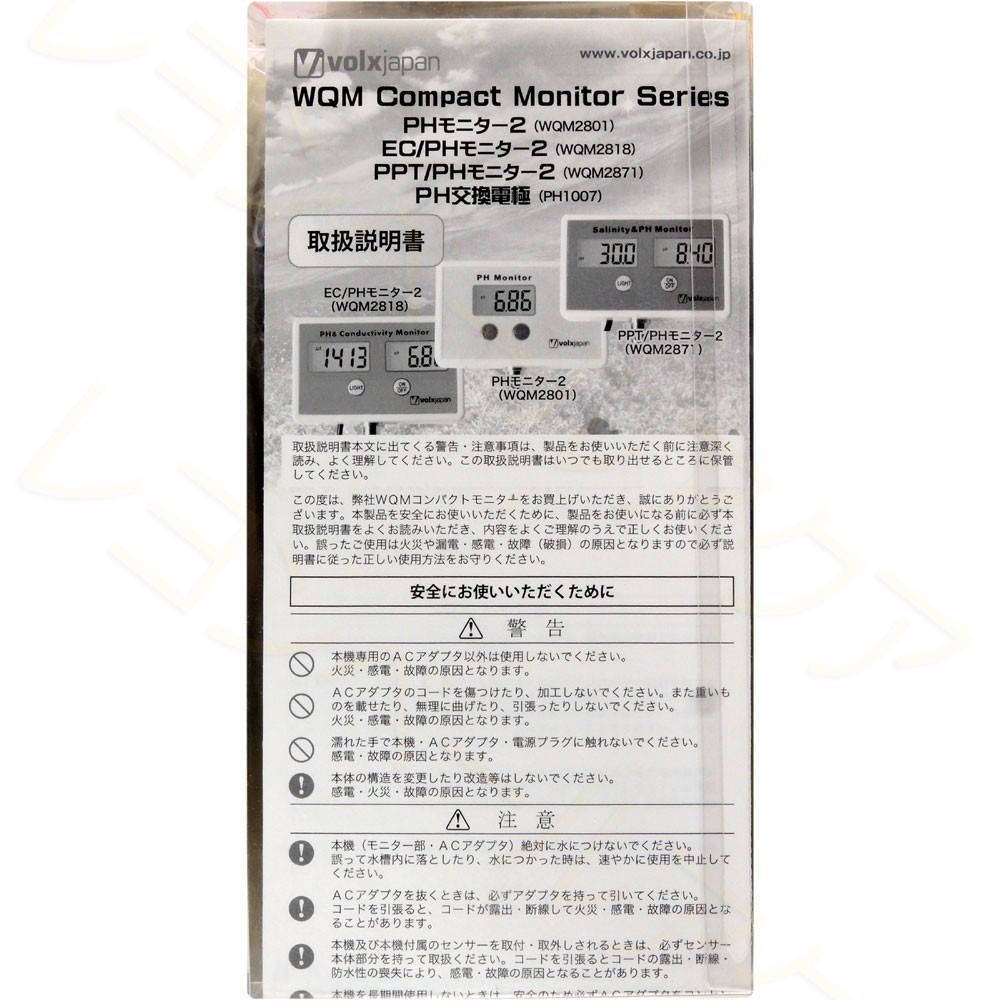 volxjapan
www.volxjapan.co.jp
WQM Compact Monitor Series
PHモニター2（WQM2801）
EC/PHモニター2（WQM2818）
PPT/PHモニター2（WQM2871）
PH交換電極（PH1007）
取扱説明書
Salinity&PH Monitor
30.0
8.40
LIGHT
ON
OFF
volxjapan
PH Monitor
6.86
volxjapan
EC/PHモニター2
（WQM2818）
PH& Conductivity Monitor
1413
6.8
LIGHT
ON
OFF
volxjapan
PPT/PHモニター2
（WQM2871）
PHモニター2
（WQM2801）
取扱説明書本文に出てくる警告・注意事項は、製品をお使いいただく前に注意深く
読み、よく理解してください。この取扱説明書はいつでも取り出せるところに保管
してください。
この度は、弊社WQMコンパクトモニターをお買上げいただき、誠にありがとうご
ざいます。本製品を安全にお使いいただくために、製品をお使いになる前に必ず本
取扱説明書をよくお読みいただき、内容をよくご理解のうえで正しくお使いくださ
い。誤ったご使用は火災や漏電・感電・故障（破損）の原因となりますので必ず説
明書に従った正しい使用方法をお守りください。
安全にお使いいただくために
警 告
本機専用のＡＣアダプタ以外は使用しないでください。
火災・感電・故障の原因となります。
ＡＣアダプタのコードを傷つけたり、加工しないでください。また重いも
のを載せたり、無理に曲げたり、引張ったりしないでください。
火災・感電・故障の原因となります。
濡れた手で本機・ＡＣアダプタ・電源プラグに触れないでください。
感電・故障の原因となります。
本体の構造を変更したり改造等はしないでください。
感電・火災・故障の原因となります。
注 意
本機（モニター部・ＡＣアダプタ）絶対に水につけないでください。
誤って水槽内に落としたり、水につかった時は、速やかに使用を中止して
ください。
ＡＣアダプタを抜くときは、必ずアダプタを持って引いてください。
コードを引張ると、コードが露出・断線して火災・感電・故障の原因とな
ることがあります。
本機及び本機付属のセンサーを取付・取外しされるときは、必ずセンサー
本体部分を持って取扱ください。コードを引張るとコードの露出・断線・
防水性の喪失により、感電・故障の原因となることがあります。
本機を長期間使用しないときは、安全のため必ずＡＣアダプタをコンセン